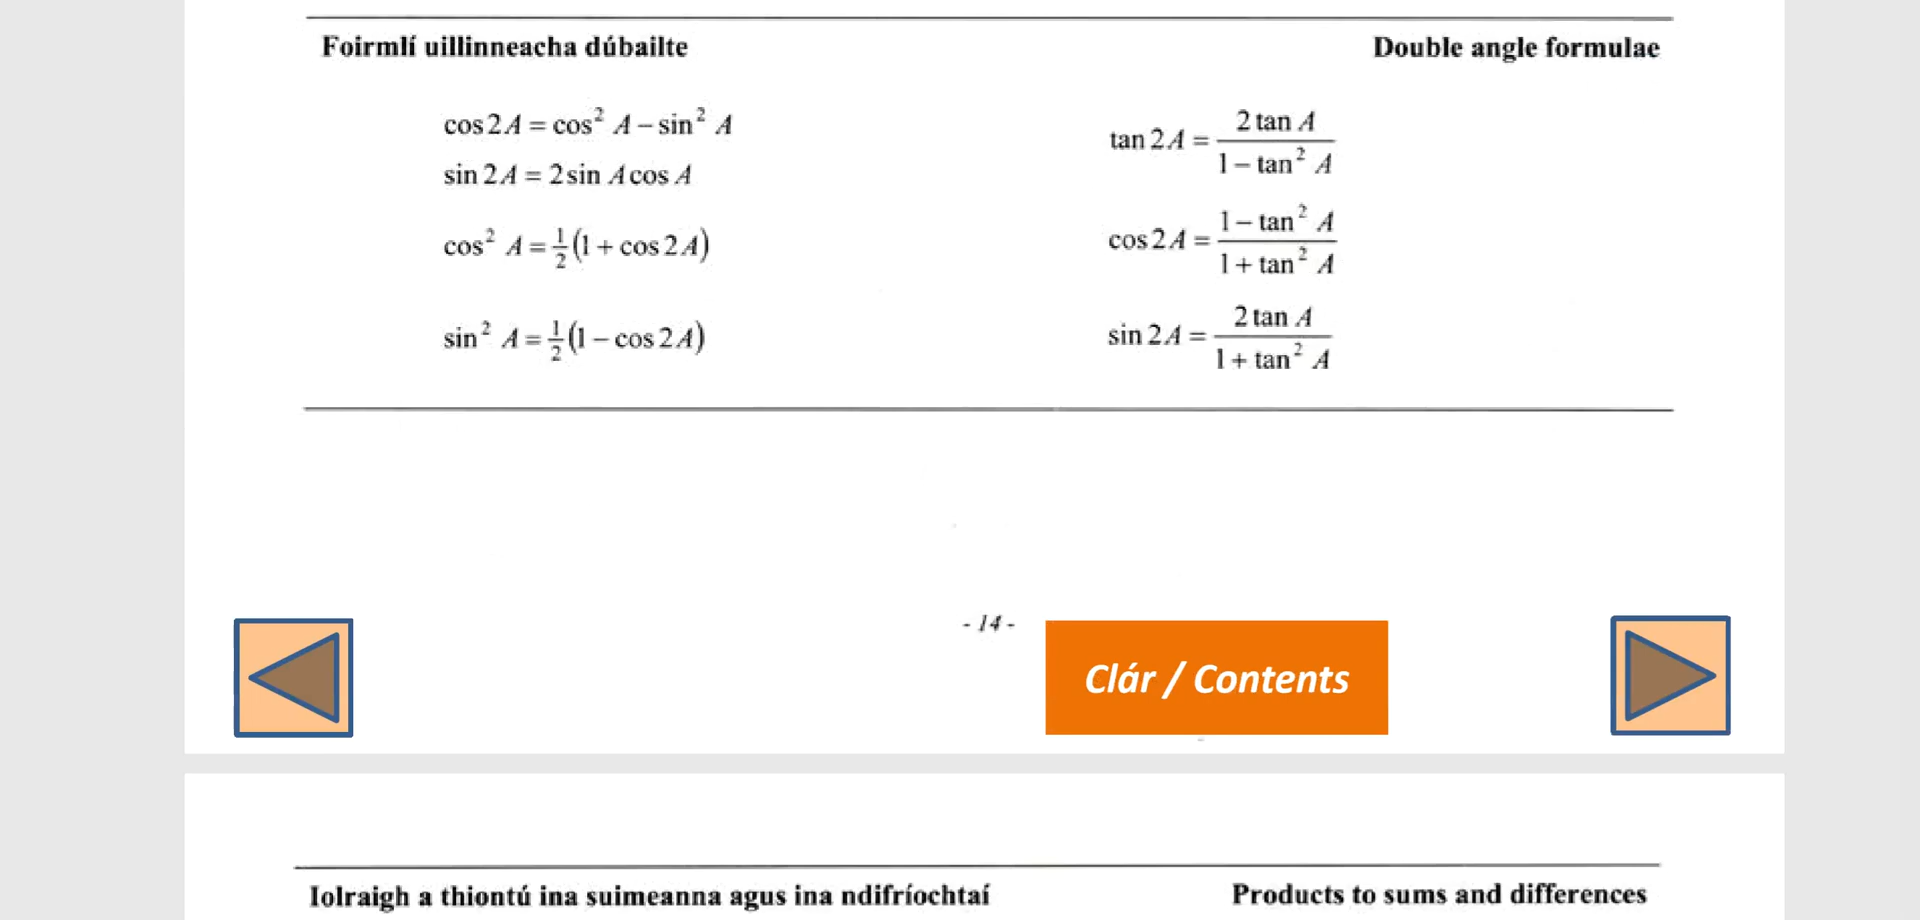 Foirmlí uillinneacha dúbailte Double angle formulae
cos 2A = cos² A – sin² A
sin 2A = 2 sin A cos A
cos² A = ½(1 + cos 2A)
sin² A = ½(1 – cos 2A)
tan 2A = 2 tan A / 1 – tan² A
cos 2A = 1 – tan² A / 1 + tan² A
sin 2A = 2 tan A / 1 + tan² A
- 14 -
Clár / Contents
Iolraigh a thiontú ina suimeanna agus ina ndifríochtaí Products to sums and differences